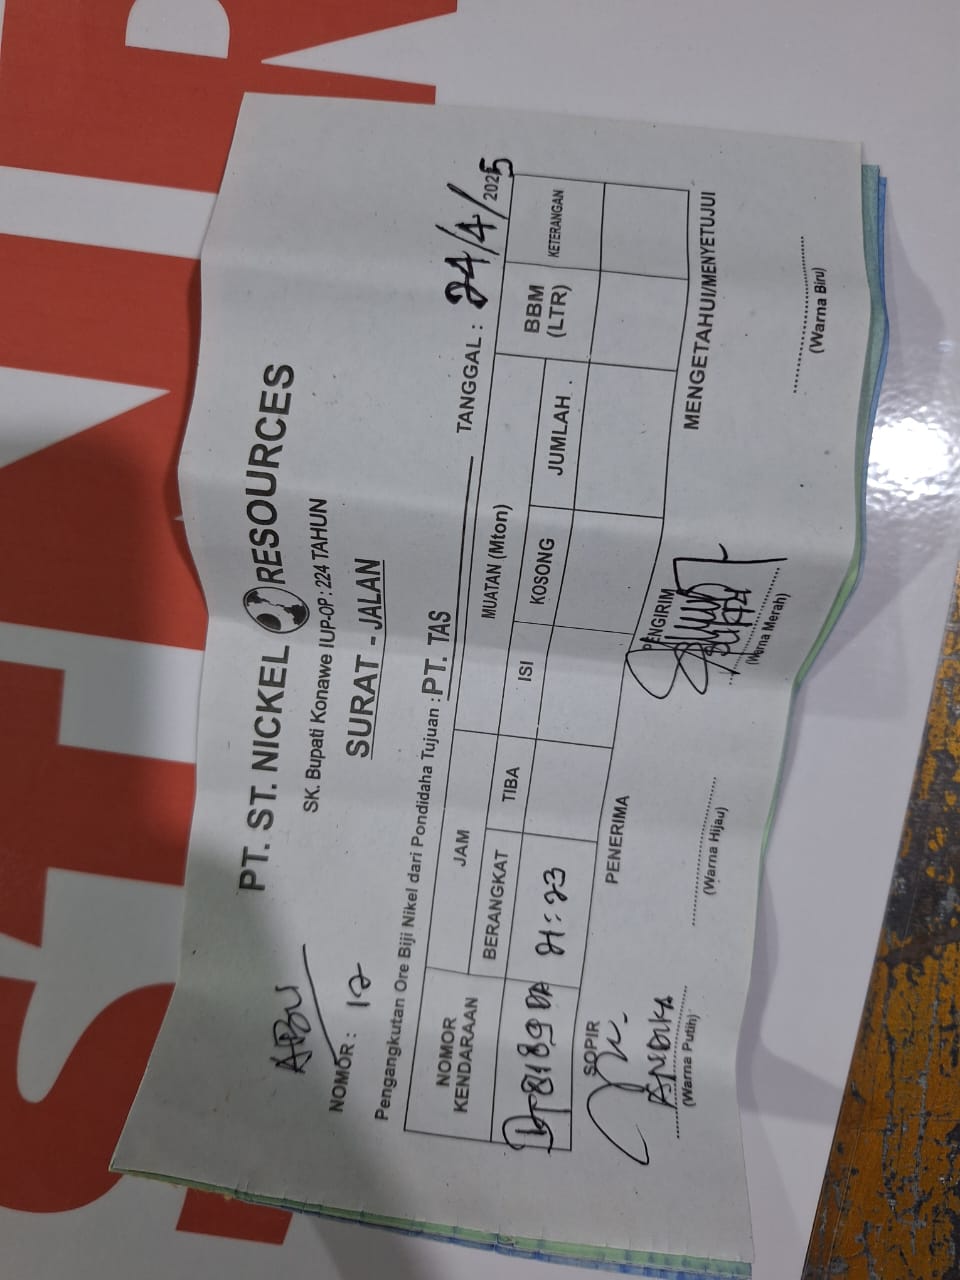 PT. ST. NICKEL RESOURCES
SK. Bupati Konawe IUP-OP : 224 TAHUN
SURAT - JALAN
ABU
NOMOR : 12
Pengangkutan Ore Biji Nikel dari Pondidaha Tujuan : PT. TAS
TANGGAL : 24/4/2025
NOMOR KENDARAAN
JAM
MUATAN (Mton)
BBM (LTR)
KETERANGAN
BERANGKAT
TIBA
ISI
KOSONG
JUMLAH .
8189 21:23
SOPIR
PENERIMA
PENGIRIM
MENGETAHUI/MENYETUJUI
(Warna Putih)
(Warna Hijau)
(Warna Merah)
(Warna Biru)